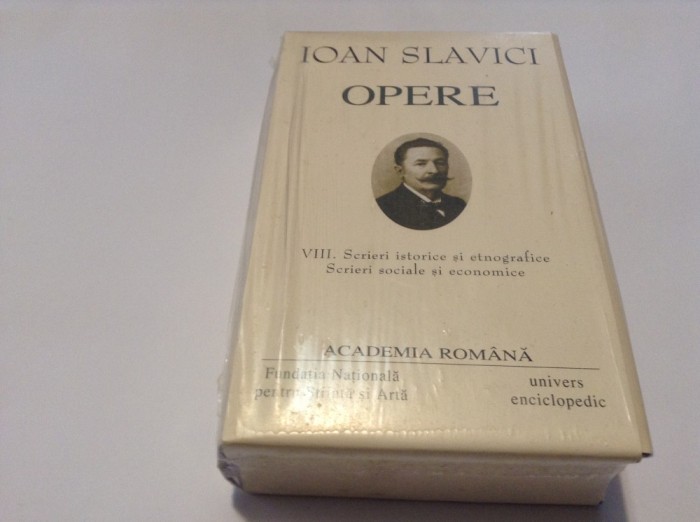 IOAN SLAVICI
OPERE
VIII. Scrieri istorice și etnografice
Scrieri sociale și economice
ACADEMIA ROMÂNĂ
Fundația Națională
pentru Știință și Artă
univers
enciclopedic